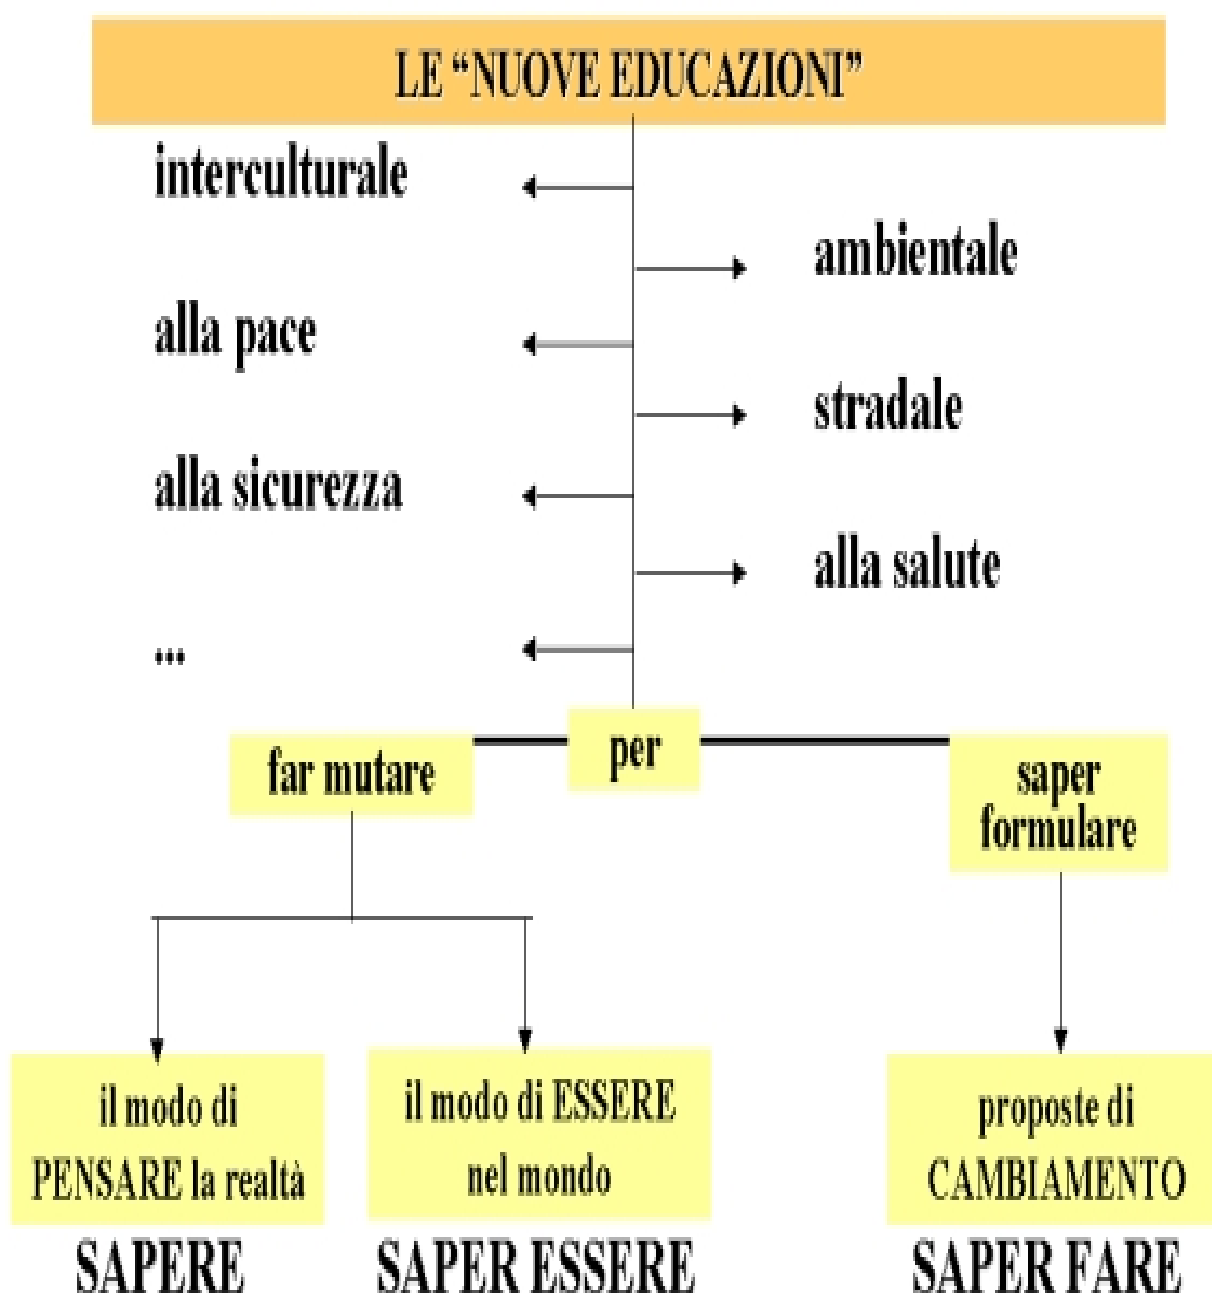 LE “NUOVE EDUCAZIONI”
interculturale
ambientale
alla pace
stradale
alla sicurezza
alla salute
...
per
far mutare
saper
formulare
il modo di
PENSARE la realtà
SAPERE
il modo di ESSERE
nel mondo
SAPER ESSERE
proposte di
CAMBIAMENTO
SAPER FARE